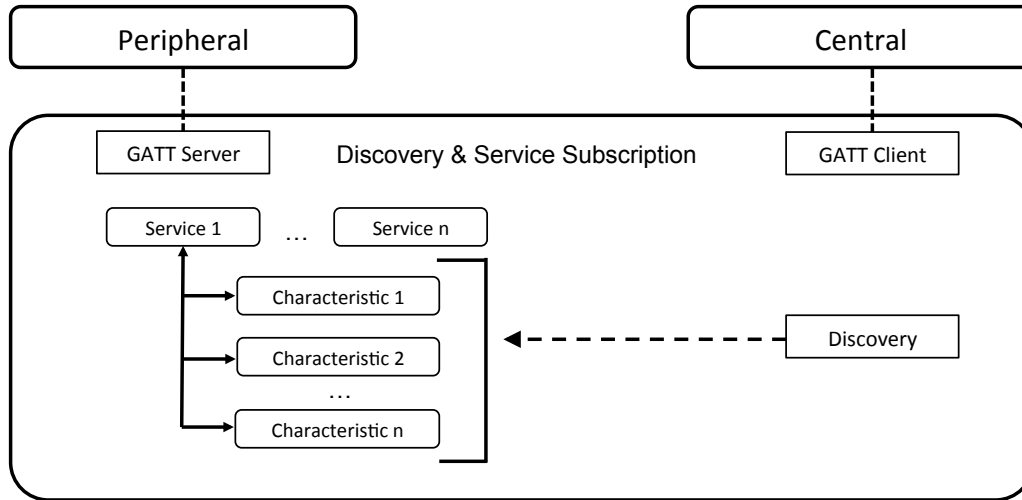 Peripheral
Central
GATT Server
Discovery & Service Subscription
GATT Client
Service 1
...
Service n
Characteristic 1
Characteristic 2
...
Characteristic n
Discovery